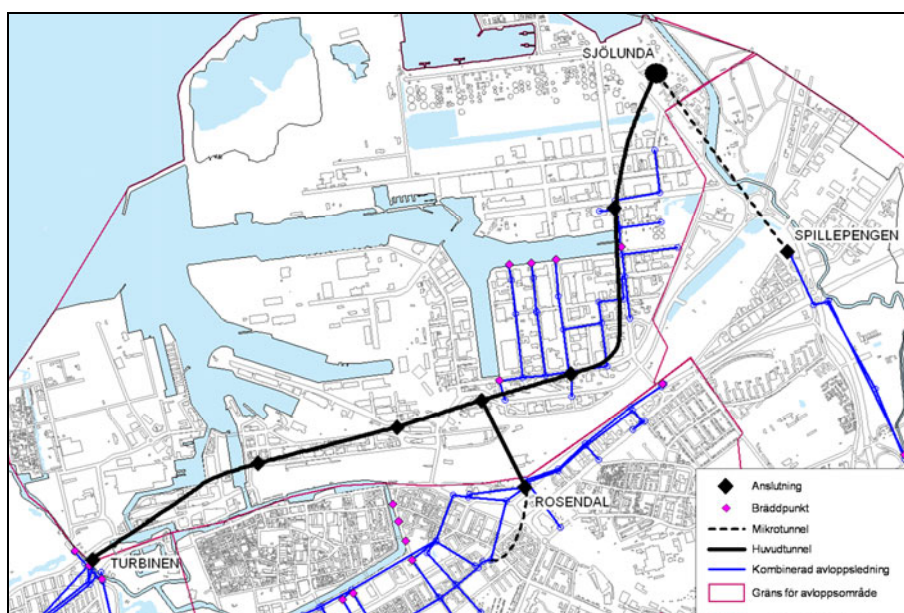 SJÖLUNDA
SPILLEPENGEN
ROSENDAL
TURBINEN
Anslutning
Bräddpunkt
Mikrotunnel
Huvudtunnel
Kombinerad avloppsledning
Gräns för avloppsområde